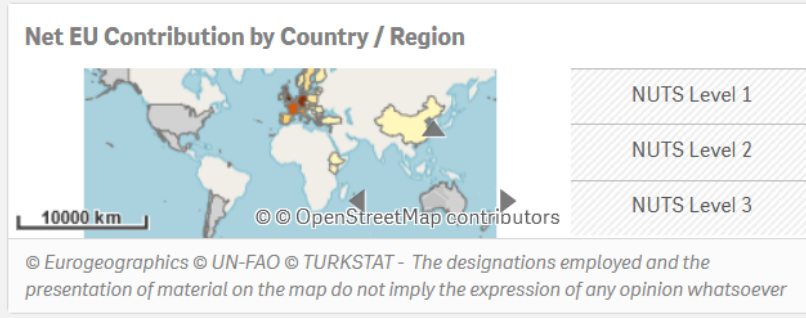 Net EU Contribution by Country / Region
NUTS Level 1
NUTS Level 2
NUTS Level 3
10000 km
© © OpenStreetMap contributors
© Eurogeographics © UN-FAO © TURKSTAT - The designations employed and the
presentation of material on the map do not imply the expression of any opinion whatsoever